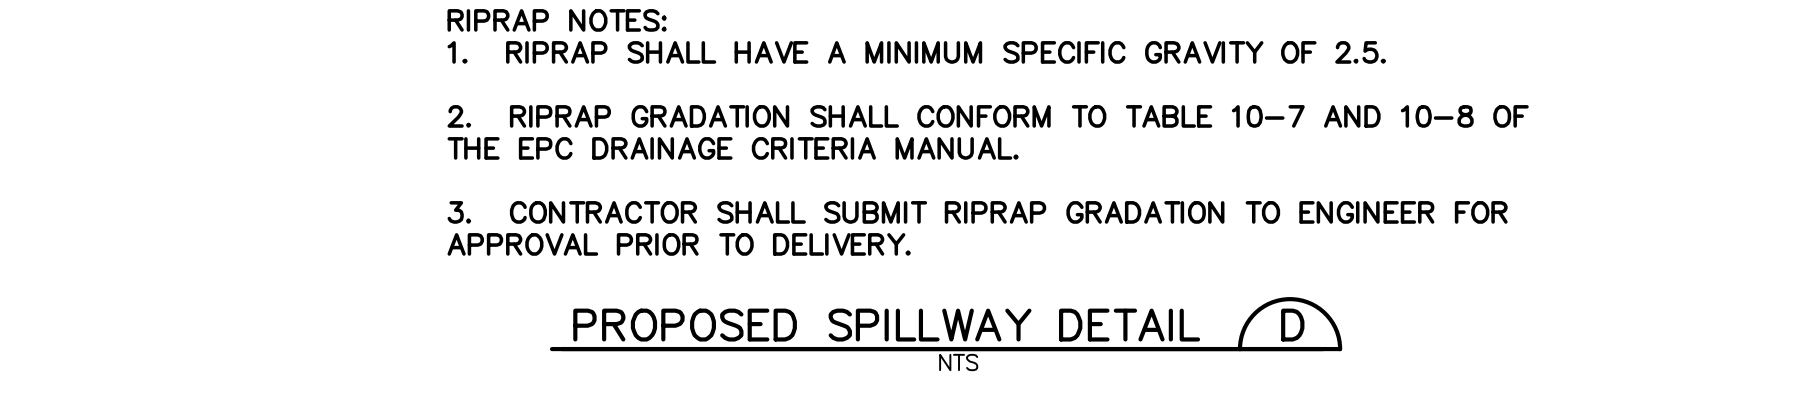 RIPRAP NOTES:
1. RIPRAP SHALL HAVE A MINIMUM SPECIFIC GRAVITY OF 2.5.
2. RIPRAP GRADATION SHALL CONFORM TO TABLE 10-7 AND 10-8 OF
THE EPC DRAINAGE CRITERIA MANUAL.
3. CONTRACTOR SHALL SUBMIT RIPRAP GRADATION TO ENGINEER FOR
APPROVAL PRIOR TO DELIVERY.
PROPOSED SPILLWAY DETAIL D
NTS